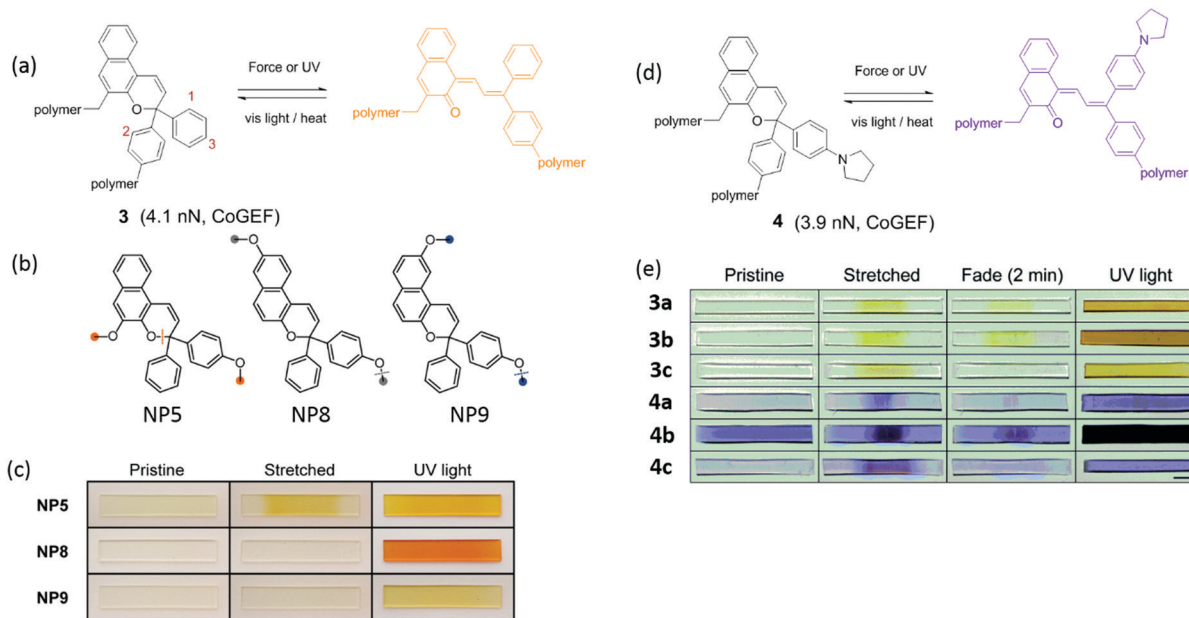 (a)
Force or UV
vis light / heat
polymer
O
1
2
3
polymer
polymer
O
polymer
3 (4.1 nN, CoGEF)
(b)
O
O
O
NP5
O
O
O
NP8
O
O
O
NP9
(c)
Pristine
Stretched
UV light
NP5
NP8
NP9
(d)
Force or UV
vis light / heat
polymer
O
N
polymer
N
polymer
O
polymer
4 (3.9 nN, CoGEF)
(e)
Pristine
Stretched
Fade (2 min)
UV light
3a
3b
3c
4a
4b
4c